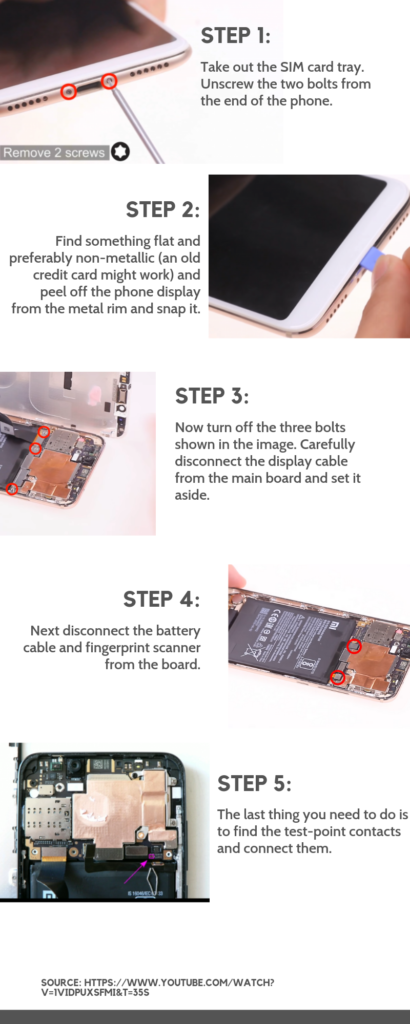 STEP 1:
Take out the SIM card tray.
Unscrew the two bolts from
the end of the phone.
Remove 2 screws
STEP 2:
Find something flat and
preferably non-metallic (an old
credit card might work) and
peel off the phone display
from the metal rim and snap it.
STEP 3:
Now turn off the three bolts
shown in the image. Carefully
disconnect the display cable
from the main board and set it
aside.
STEP 4:
Next disconnect the battery
cable and fingerprint scanner
from the board.
STEP 5:
The last thing you need to do is
to find the test-point contacts
and connect them.
SOURCE: HTTPS://WWW.YOUTUBE.COM/WATCH?
V=1VIDPUXSFMI&T=35S